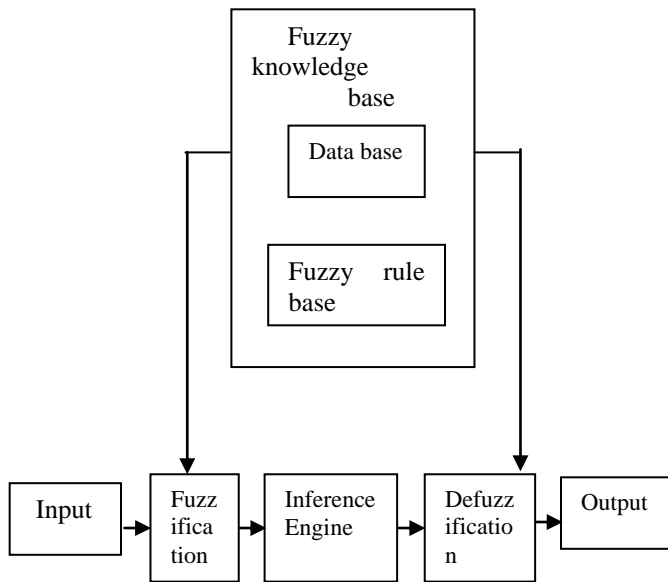 Fuzzy
knowledge
base
Data base
Fuzzy rule
base
Input
Fuzz
ifica
tion
Inference
Engine
Defuzz
ificatio
n
Output